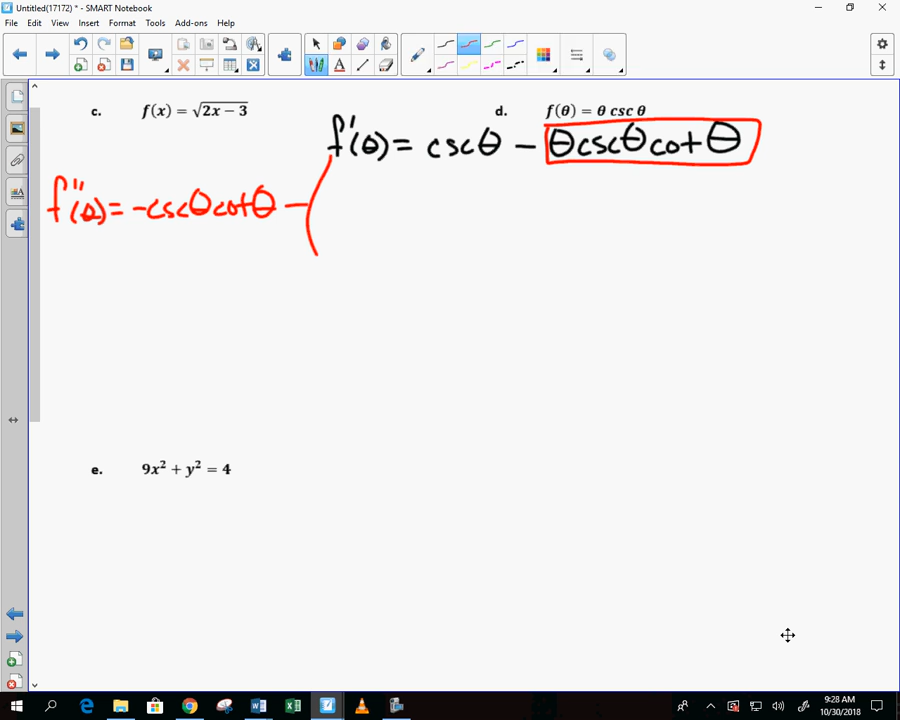 Untitled(17172) * - SMART Notebook
File Edit View Insert Format Tools Add-ons Help
c. f(x) = √2x − 3 d. f(θ) = θ csc θ
f'(θ) = cscθ − θcscθcotθ
f''(θ) = -cscθcotθ − (
e. 9x² + y² = 4
9:28 AM
10/30/2018